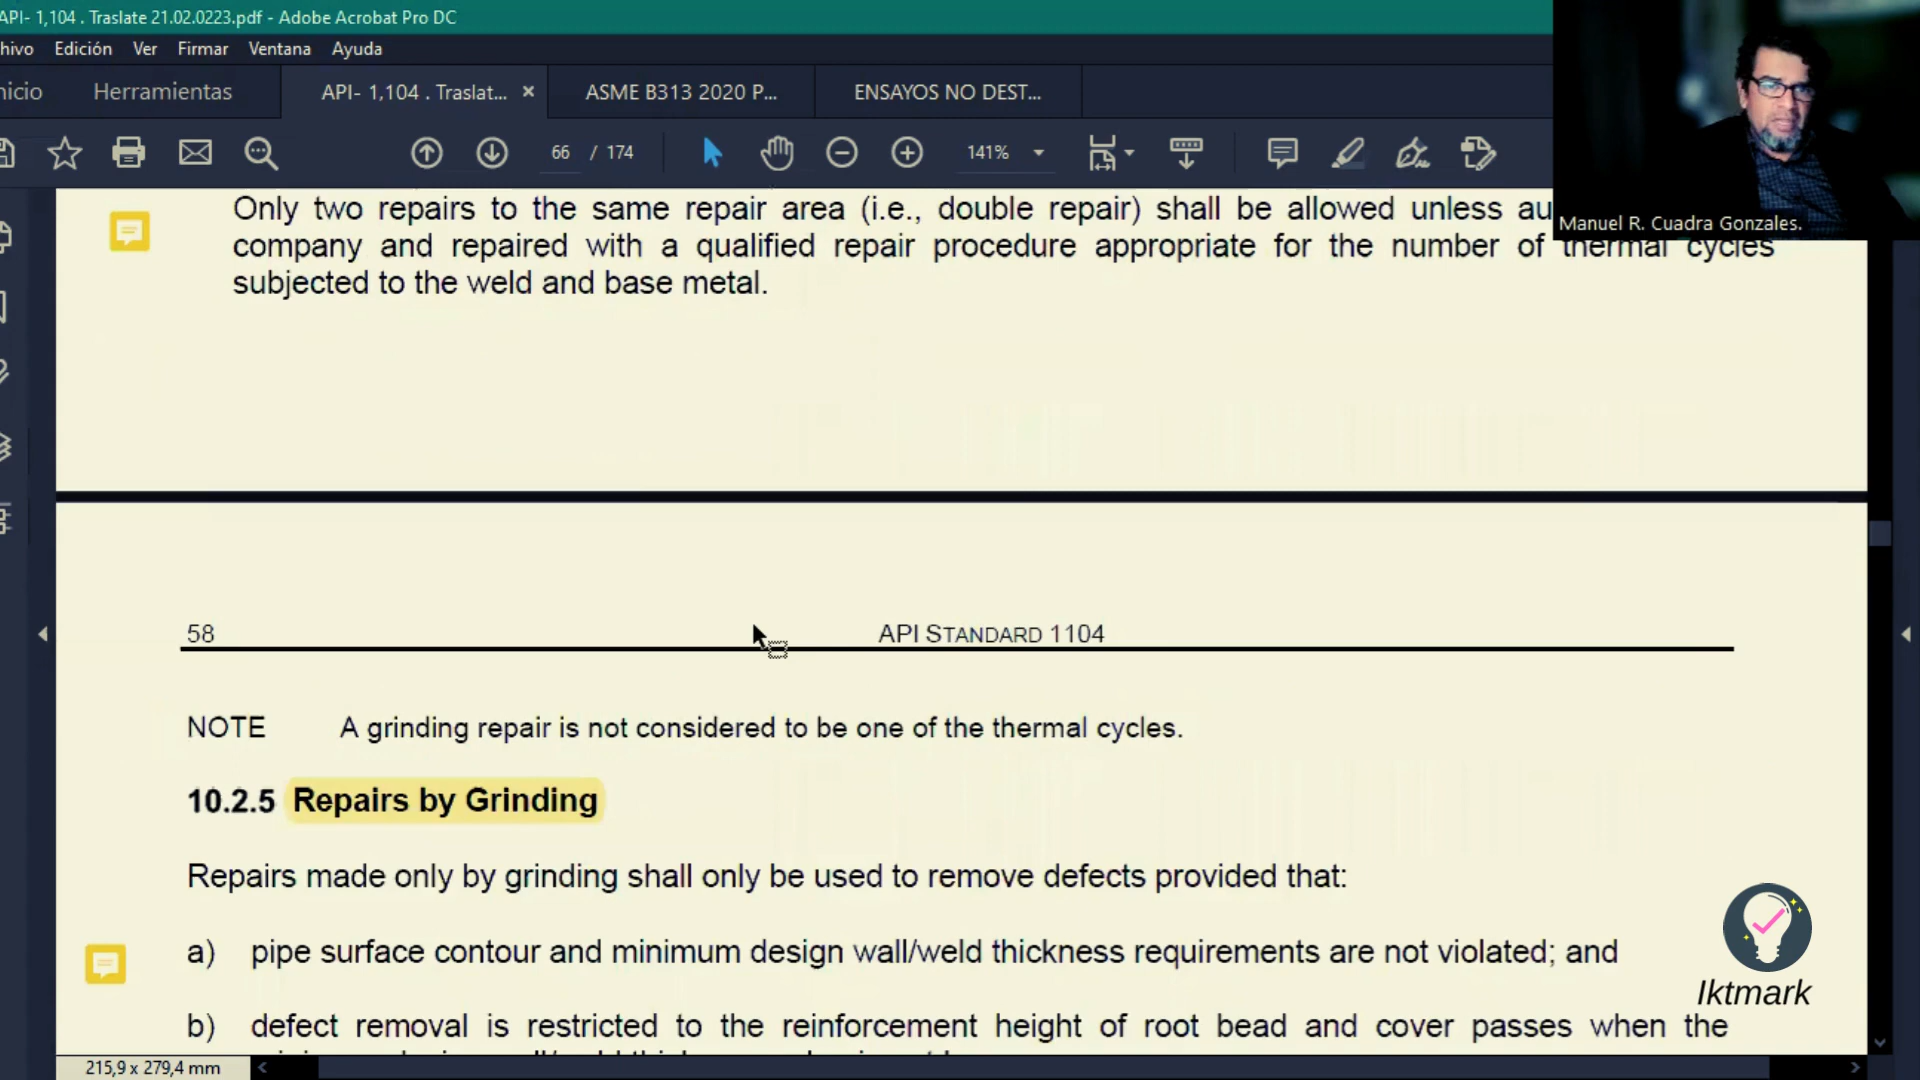 API- 1,104 . Traslate 21.02.0223.pdf - Adobe Acrobat Pro DC
hivo Edición Ver Firmar Ventana Ayuda
nicio Herramientas API- 1,104 . Traslat... × ASME B313 2020 P... ENSAYOS NO DEST...
66 / 174 141%
Manuel R. Cuadra Gonzales.
Only two repairs to the same repair area (i.e., double repair) shall be allowed unless au
company and repaired with a qualified repair procedure appropriate for the number of thermal cycles
subjected to the weld and base metal.
58 API STANDARD 1104
NOTE A grinding repair is not considered to be one of the thermal cycles.
10.2.5 Repairs by Grinding
Repairs made only by grinding shall only be used to remove defects provided that:
a) pipe surface contour and minimum design wall/weld thickness requirements are not violated; and
b) defect removal is restricted to the reinforcement height of root bead and cover passes when the
Iktmark
215,9 x 279,4 mm